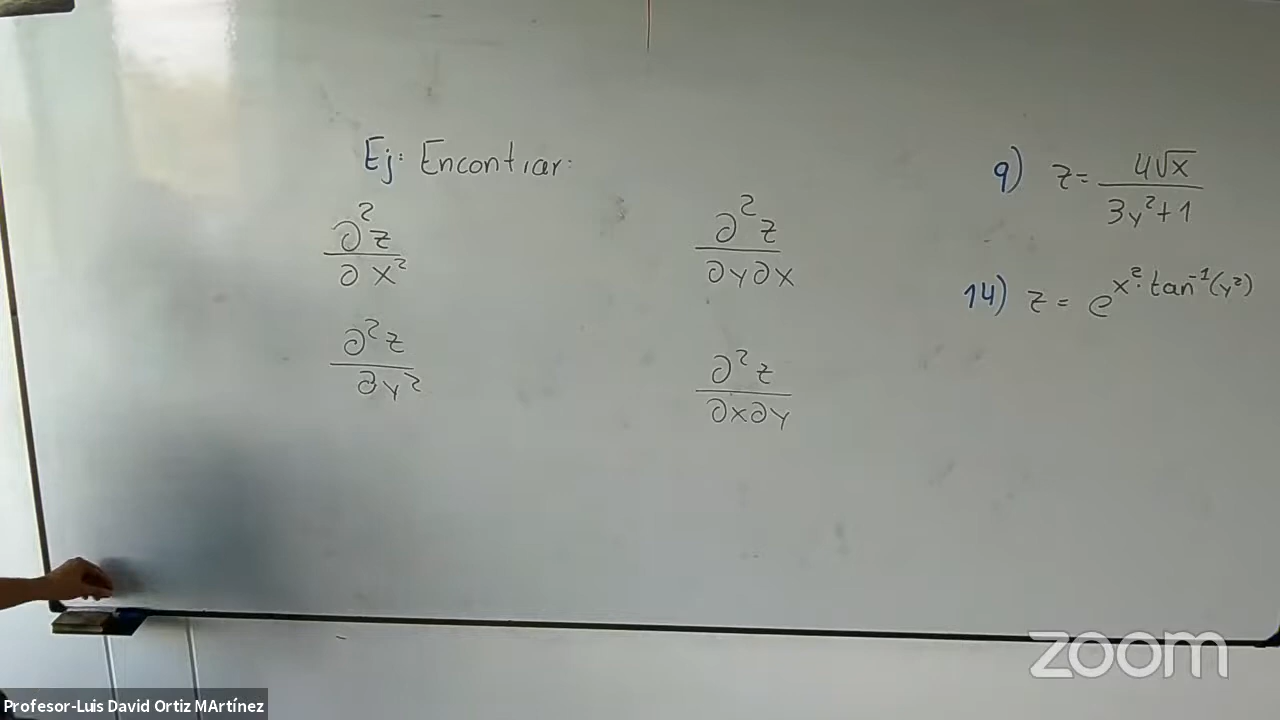 Ej: Encontrar:
∂²z
∂x²
∂²z
∂y²
∂²z
∂y∂x
∂²z
∂x∂y
9) z= 4√x
3y²+1
14) z = e^x²·tan⁻¹(y²)
zoom
Profesor-Luis David Ortiz MArtínez